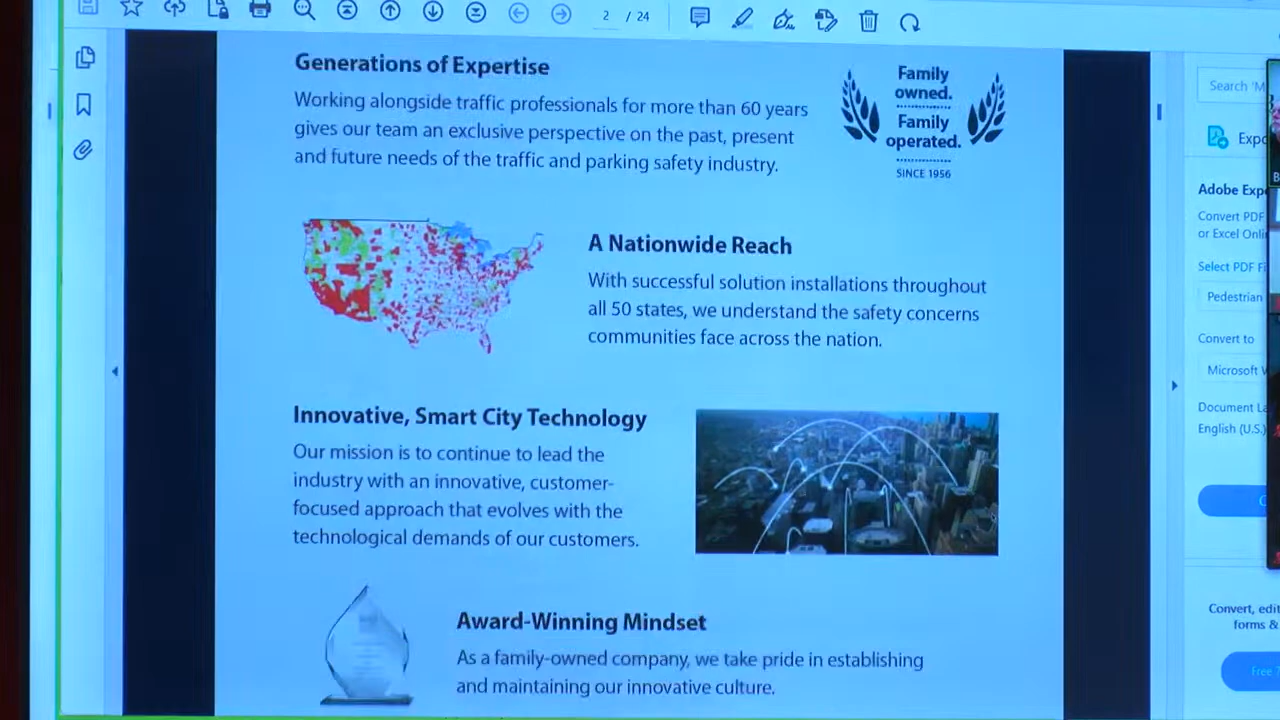 2 / 24
Generations of Expertise
Working alongside traffic professionals for more than 60 years
gives our team an exclusive perspective on the past, present
and future needs of the traffic and parking safety industry.
Family
owned.
Family
operated.
SINCE 1956
A Nationwide Reach
With successful solution installations throughout
all 50 states, we understand the safety concerns
communities face across the nation.
Innovative, Smart City Technology
Our mission is to continue to lead the
industry with an innovative, customer-
focused approach that evolves with the
technological demands of our customers.
Award-Winning Mindset
As a family-owned company, we take pride in establishing
and maintaining our innovative culture.
Search 'M
Expo
Adobe Exp
Convert PDF
or Excel Onli
Select PDF Fi
Pedestrian
Convert to
Microsoft W
Document La
English (U.S.)
Convert, edit
forms &
Free 7